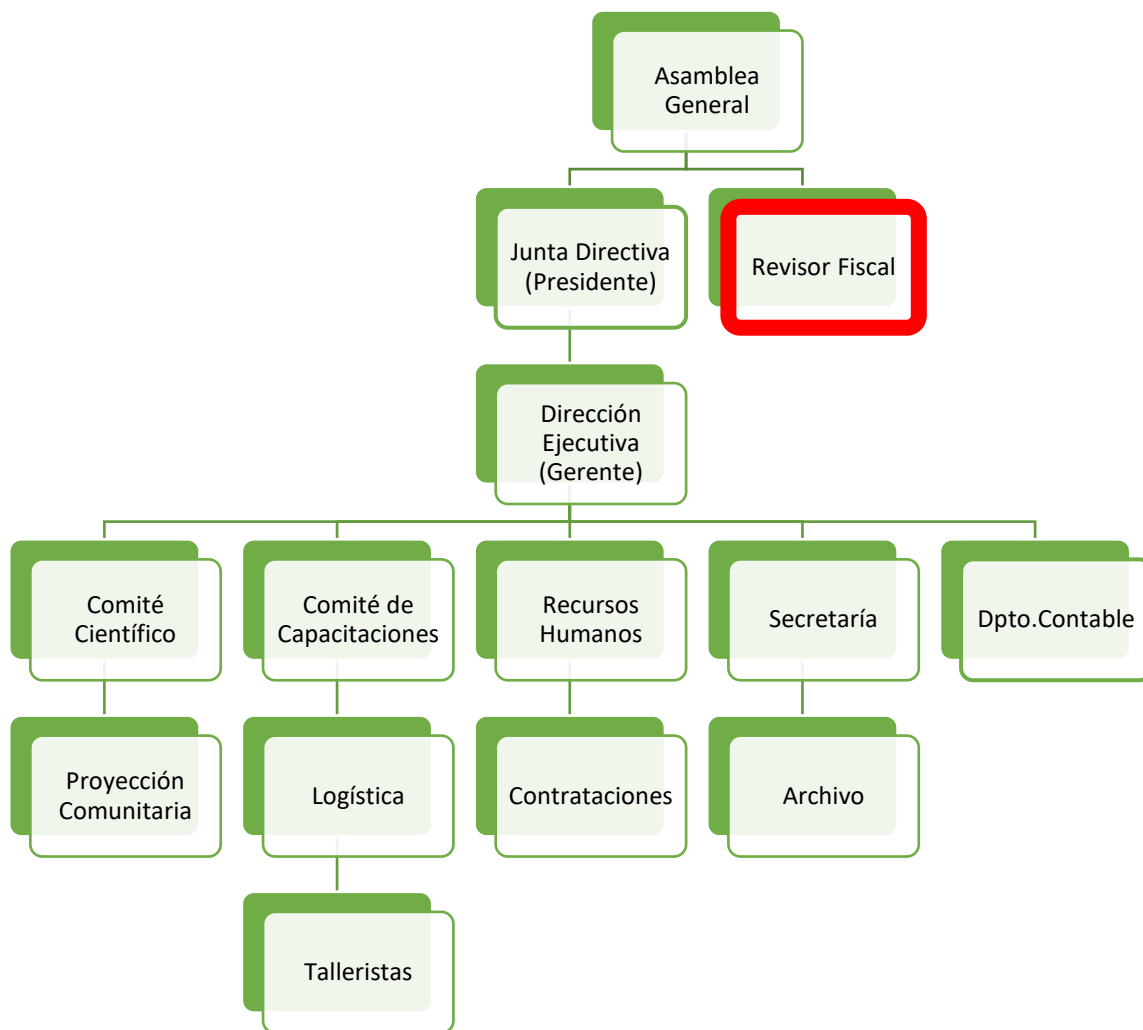 Asamblea
General
Junta Directiva
(Presidente)
Revisor Fiscal
Dirección
Ejecutiva
(Gerente)
Comité
Científico
Comité de
Capacitaciones
Recursos
Humanos
Secretaría
Dpto.Contable
Proyección
Comunitaria
Logística
Contrataciones
Archivo
Talleristas